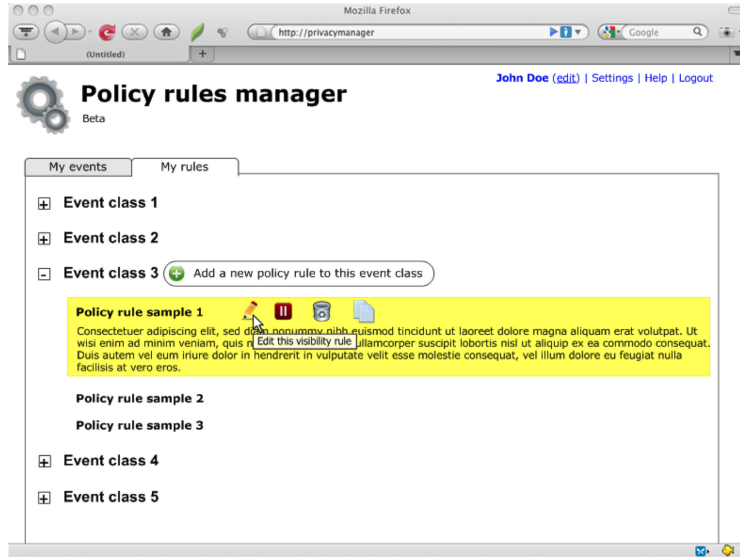 Mozilla Firefox
http://privacymanager
Google
(Untitled)
John Doe (edit) | Settings | Help | Logout
Policy rules manager
Beta
My events
My rules
Event class 1
Event class 2
Event class 3
Add a new policy rule to this event class
Policy rule sample 1
Consectetuer adipiscing elit, sed diam nonummy nibh euismod tincidunt ut laoreet dolore magna aliquam erat volutpat. Ut
wisi enim ad minim veniam, quis n ullamcorper suscipit lobortis nisl ut aliquip ex ea commodo consequat.
Edit this visibility rule
Duis autem vel eum iriure dolor in hendrerit in vulputate velit esse molestie consequat, vel illum dolore eu feugiat nulla
facilisis at vero eros.
Policy rule sample 2
Policy rule sample 3
Event class 4
Event class 5